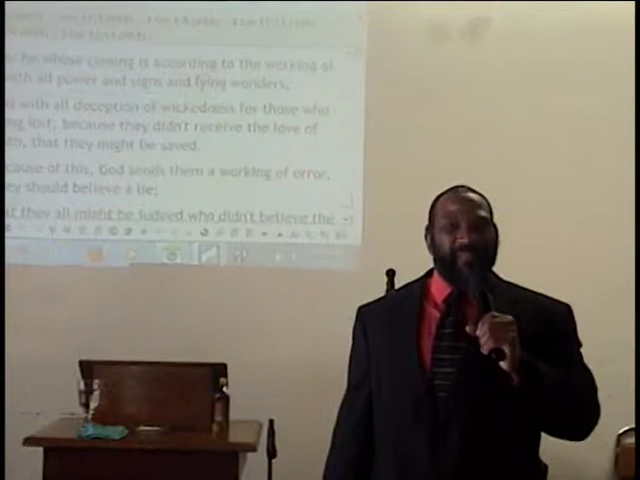 he whose coming is according to the working of
with all power and signs and lying wonders,
with all deception of wickedness for those who
ng lost, because they didn't receive the love of
th, that they might be saved.
cause of this, God sends them a working of error,
ey should believe a lie;
t they all might be judged who didn't believe the